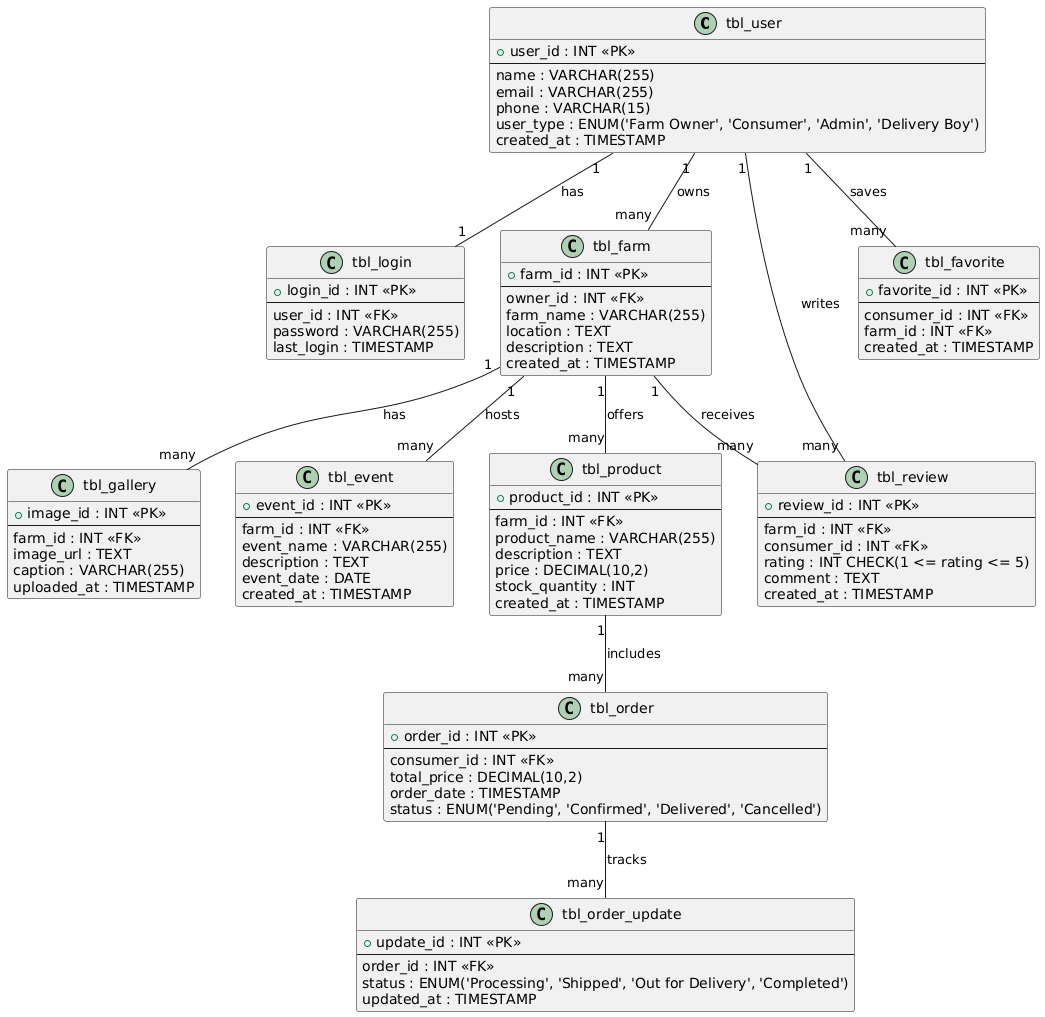 C tbl_user
user_id : INT «PK»
name : VARCHAR(255)
email : VARCHAR(255)
phone : VARCHAR(15)
user_type : ENUM('Farm Owner', 'Consumer', 'Admin', 'Delivery Boy')
created_at : TIMESTAMP
1 1 1 1
has owns saves
many many
1
C tbl_login
login_id : INT «PK»
user_id : INT «FK»
password : VARCHAR(255)
last_login : TIMESTAMP
C tbl_farm
farm_id : INT «PK»
owner_id : INT «FK»
farm_name : VARCHAR(255)
location : TEXT
description : TEXT
created_at : TIMESTAMP
writes
C tbl_favorite
favorite_id : INT «PK»
consumer_id : INT «FK»
farm_id : INT «FK»
created_at : TIMESTAMP
1 1 1 1
has hosts offers receives
many many many many many
C tbl_gallery
image_id : INT «PK»
farm_id : INT «FK»
image_url : TEXT
caption : VARCHAR(255)
uploaded_at : TIMESTAMP
C tbl_event
event_id : INT «PK»
farm_id : INT «FK»
event_name : VARCHAR(255)
description : TEXT
event_date : DATE
created_at : TIMESTAMP
C tbl_product
product_id : INT «PK»
farm_id : INT «FK»
product_name : VARCHAR(255)
description : TEXT
price : DECIMAL(10,2)
stock_quantity : INT
created_at : TIMESTAMP
C tbl_review
review_id : INT «PK»
farm_id : INT «FK»
consumer_id : INT «FK»
rating : INT CHECK(1 <= rating <= 5)
comment : TEXT
created_at : TIMESTAMP
1
includes
many
C tbl_order
order_id : INT «PK»
consumer_id : INT «FK»
total_price : DECIMAL(10,2)
order_date : TIMESTAMP
status : ENUM('Pending', 'Confirmed', 'Delivered', 'Cancelled')
1
tracks
many
C tbl_order_update
update_id : INT «PK»
order_id : INT «FK»
status : ENUM('Processing', 'Shipped', 'Out for Delivery', 'Completed')
updated_at : TIMESTAMP